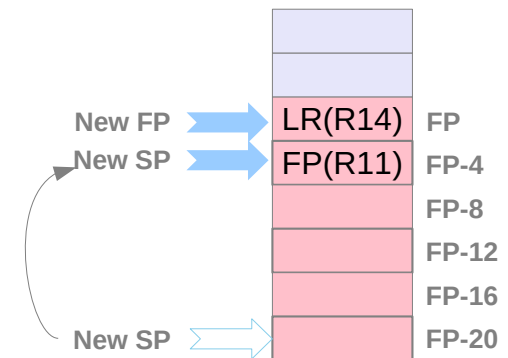 New FP LR(R14) FP
New SP FP(R11) FP-4
FP-8
FP-12
FP-16
New SP FP-20